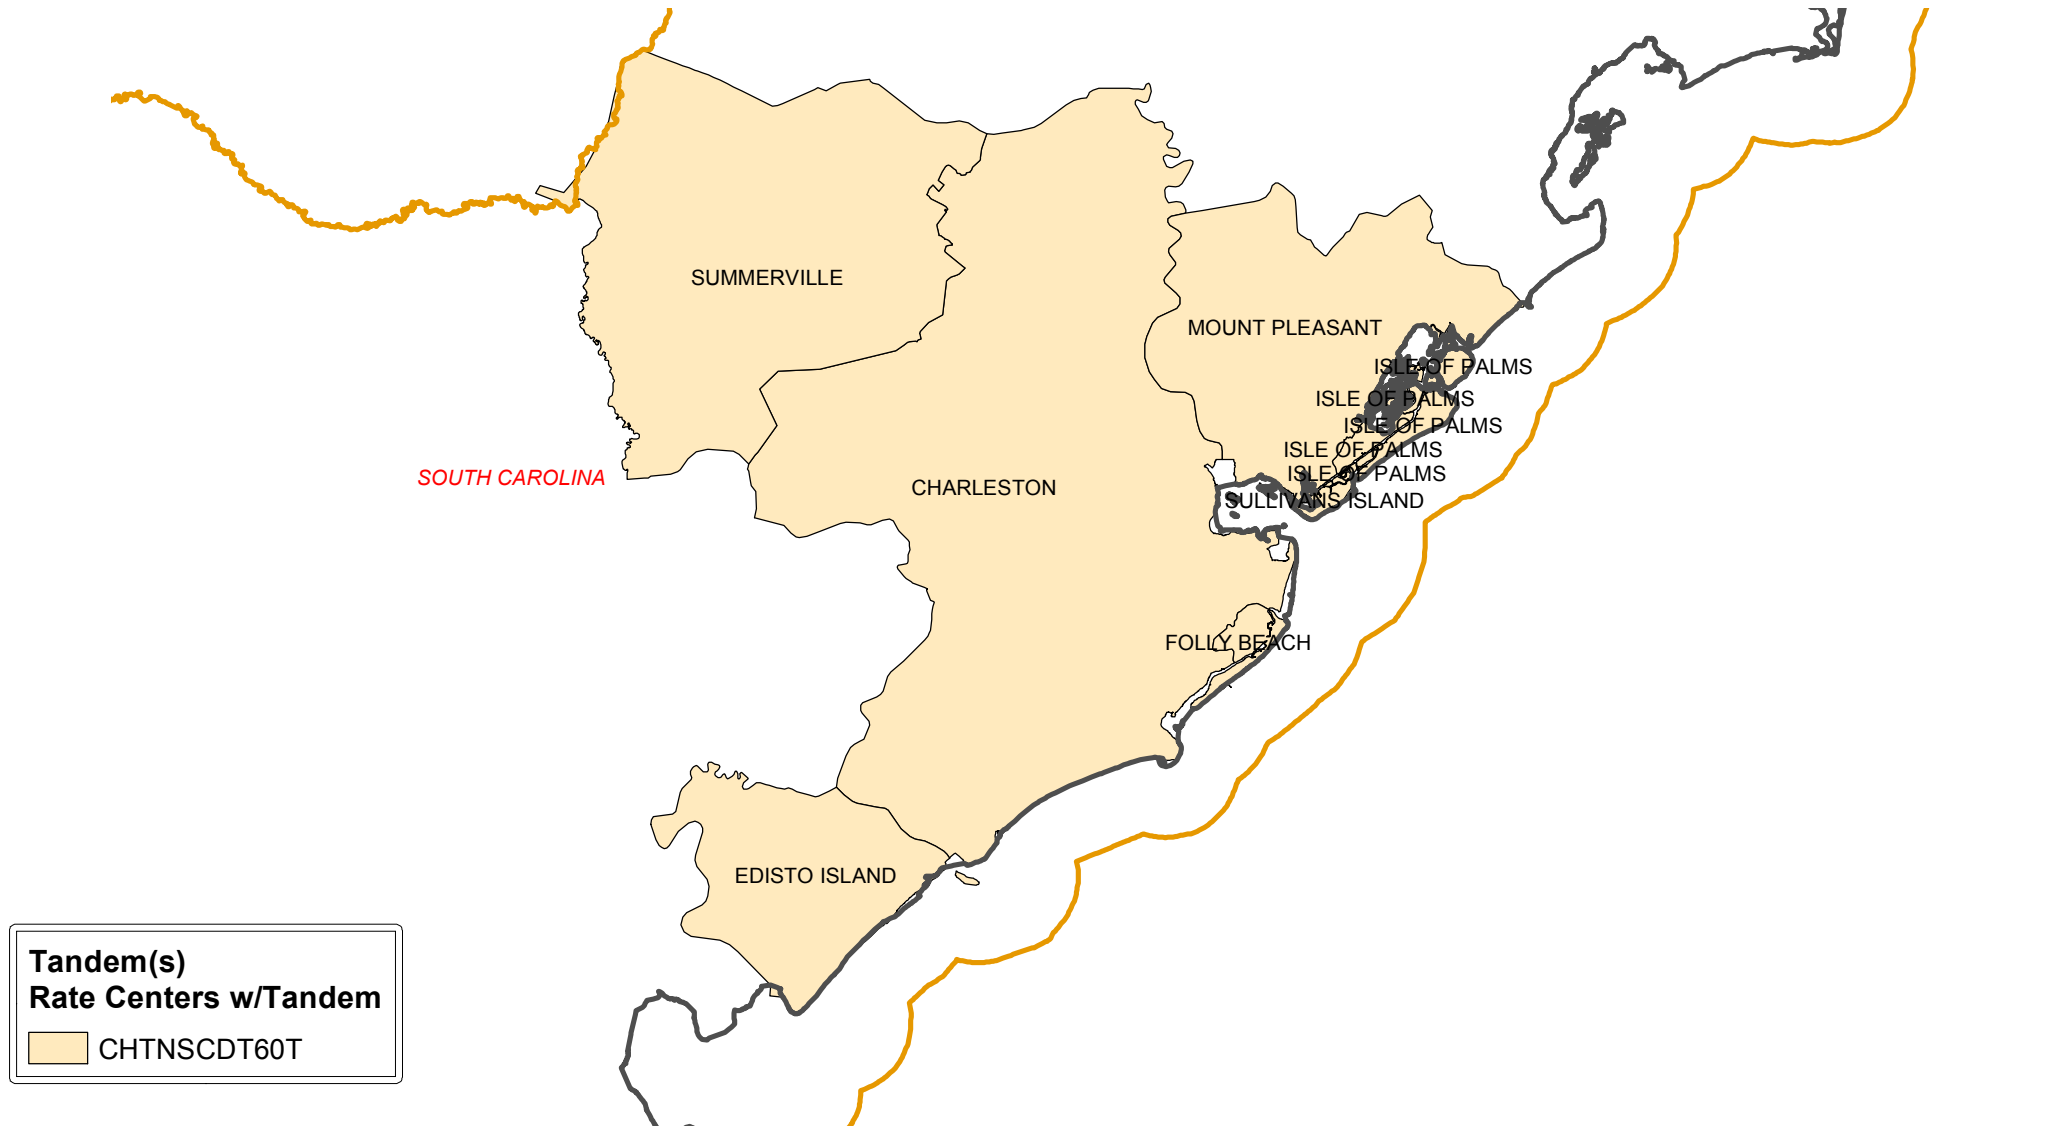 SUMMERVILLE
MOUNT PLEASANT
ISLE OF PALMS
ISLE OF PALMS
ISLE OF PALMS
ISLE OF PALMS
ISLE OF PALMS
SOUTH CAROLINA
CHARLESTON
SULLIVANS ISLAND
FOLLY BEACH
EDISTO ISLAND
Tandem(s)
Rate Centers w/Tandem
CHTNSCDT60T